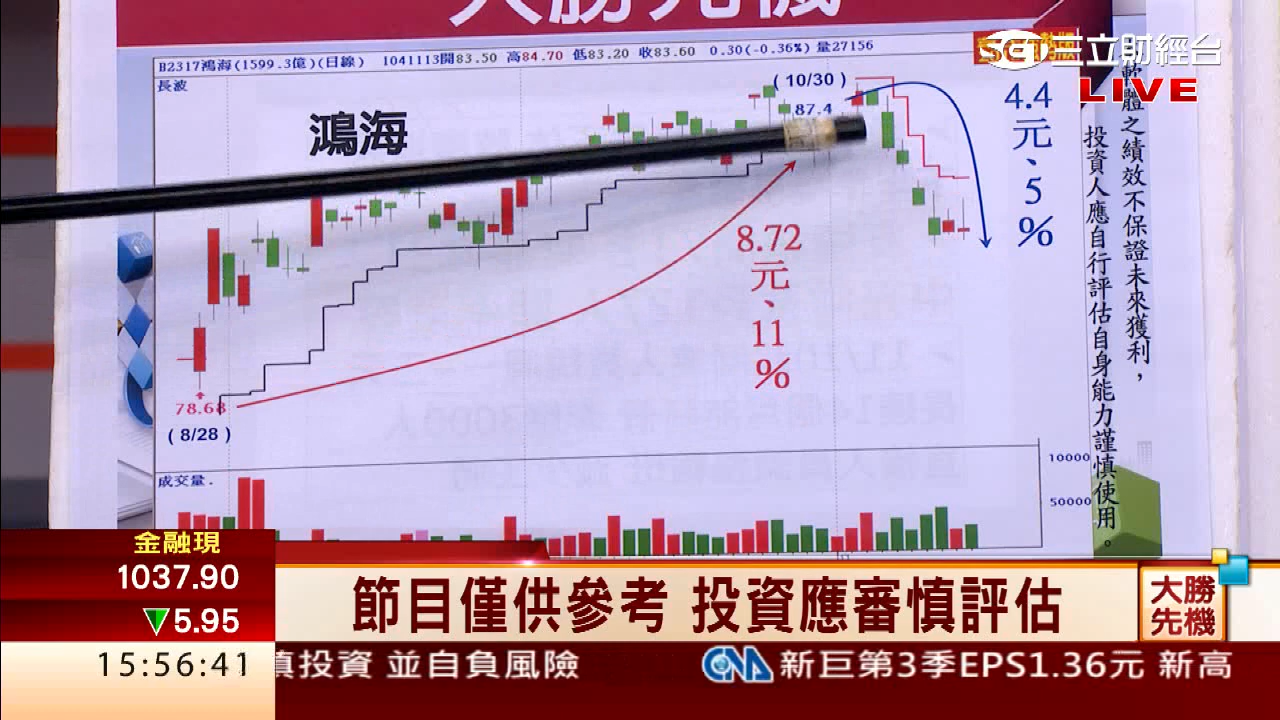 大勝先機
三立財經台
LIVE
B2317鴻海(1599.3億)(日線) 1041113開83.50 高84.70 低83.20 收83.60 0.30(-0.36%) 量27156
長波
鴻海
(10/30)
87.4
4.4元、5%
8.72元、11%
78.68
(8/28)
軟體之績效不保證未來獲利，
投資人應自行評估自身能力謹慎使用。
成交量.
10000
50000
金融現
1037.90
▼5.95
15:56:41
節目僅供參考 投資應審慎評估
大勝
先機
慎投資 並自負風險
CNA 新巨第3季EPS1.36元 新高